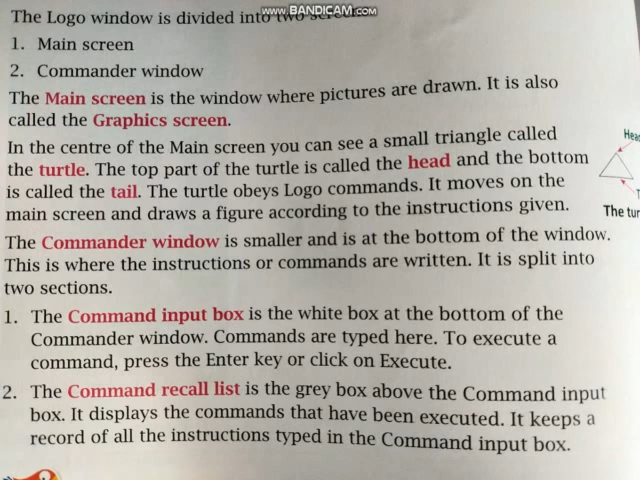 www.BANDICAM.com
The Logo window is divided into two screens.
1. Main screen
2. Commander window
The Main screen is the window where pictures are drawn. It is also
called the Graphics screen.
In the centre of the Main screen you can see a small triangle called
the turtle. The top part of the turtle is called the head and the bottom
is called the tail. The turtle obeys Logo commands. It moves on the
main screen and draws a figure according to the instructions given.
Head
The tur
The Commander window is smaller and is at the bottom of the window.
This is where the instructions or commands are written. It is split into
two sections.
1. The Command input box is the white box at the bottom of the
Commander window. Commands are typed here. To execute a
command, press the Enter key or click on Execute.
2. The Command recall list is the grey box above the Command input
box. It displays the commands that have been executed. It keeps a
record of all the instructions typed in the Command input box.